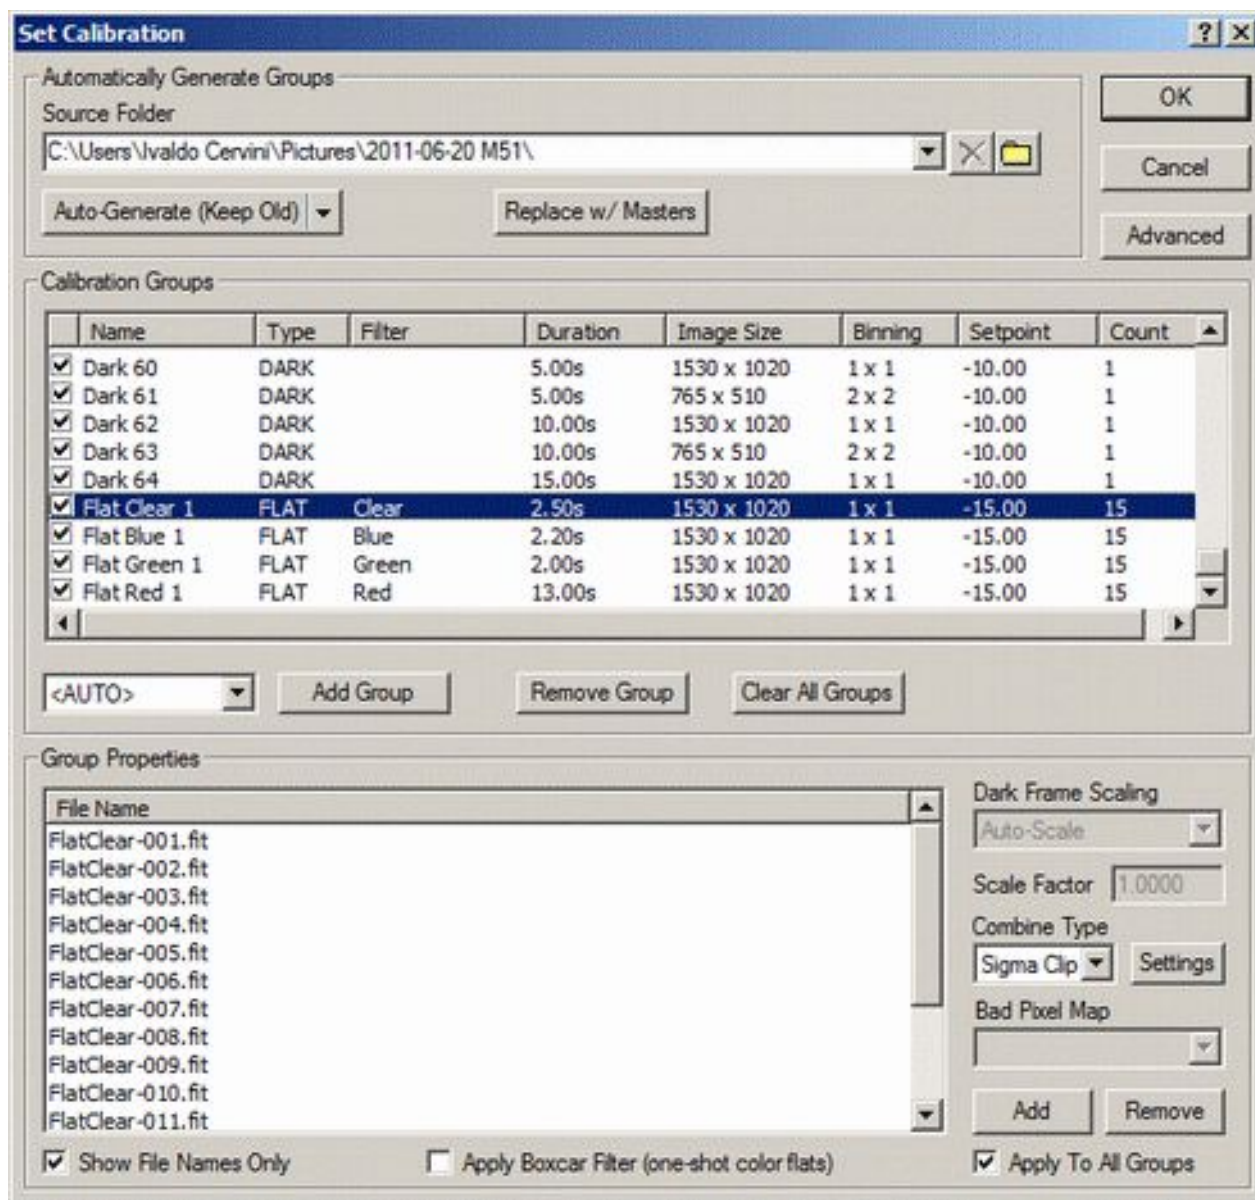 Set Calibration
Automatically Generate Groups
Source Folder
C:\Users\Ivaldo Cervini\Pictures\2011-06-20 M51\
Auto-Generate (Keep Old)
Replace w/ Masters
OK
Cancel
Advanced
Calibration Groups
Name Type Filter Duration Image Size Binning Setpoint Count
Dark 60 DARK 5.00s 1530 x 1020 1 x 1 -10.00 1
Dark 61 DARK 5.00s 765 x 510 2 x 2 -10.00 1
Dark 62 DARK 10.00s 1530 x 1020 1 x 1 -10.00 1
Dark 63 DARK 10.00s 765 x 510 2 x 2 -10.00 1
Dark 64 DARK 15.00s 1530 x 1020 1 x 1 -10.00 1
Flat Clear 1 FLAT Clear 2.50s 1530 x 1020 1 x 1 -15.00 15
Flat Blue 1 FLAT Blue 2.20s 1530 x 1020 1 x 1 -15.00 15
Flat Green 1 FLAT Green 2.00s 1530 x 1020 1 x 1 -15.00 15
Flat Red 1 FLAT Red 13.00s 1530 x 1020 1 x 1 -15.00 15
<AUTO>
Add Group
Remove Group
Clear All Groups
Group Properties
File Name
FlatClear-001.fit
FlatClear-002.fit
FlatClear-003.fit
FlatClear-004.fit
FlatClear-005.fit
FlatClear-006.fit
FlatClear-007.fit
FlatClear-008.fit
FlatClear-009.fit
FlatClear-010.fit
FlatClear-011.fit
Dark Frame Scaling
Auto-Scale
Scale Factor 1.0000
Combine Type
Sigma Clip
Settings
Bad Pixel Map
Add
Remove
Show File Names Only
Apply Boxcar Filter (one-shot color flats)
Apply To All Groups